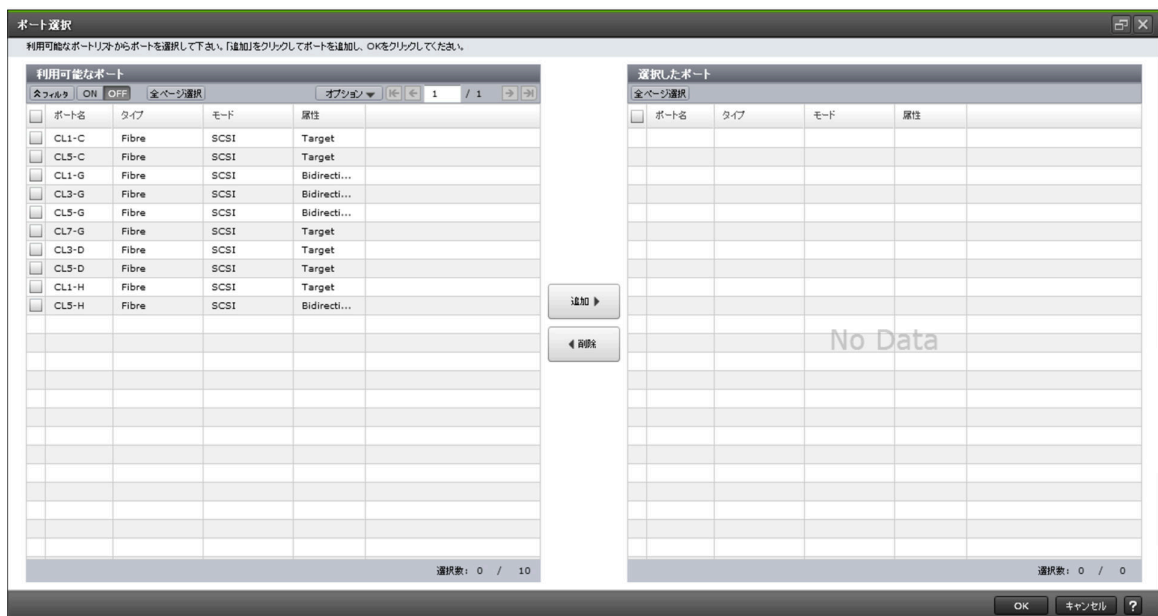 ポート選択
利用可能なポートリストからポートを選択して下さい。「追加」をクリックしてポートを追加し、OKをクリックしてください。
利用可能なポート
フィルタ ON OFF 全ページ選択 オプション 1 / 1
ポート名 タイプ モード 属性
CL1-C Fibre SCSI Target
CL5-C Fibre SCSI Target
CL1-G Fibre SCSI Bidirecti...
CL3-G Fibre SCSI Bidirecti...
CL5-G Fibre SCSI Bidirecti...
CL7-G Fibre SCSI Target
CL3-D Fibre SCSI Target
CL5-D Fibre SCSI Target
CL1-H Fibre SCSI Target
CL5-H Fibre SCSI Bidirecti...
選択数: 0 / 10
追加
削除
選択したポート
全ページ選択
ポート名 タイプ モード 属性
No Data
選択数: 0 / 0
OK キャンセル ?